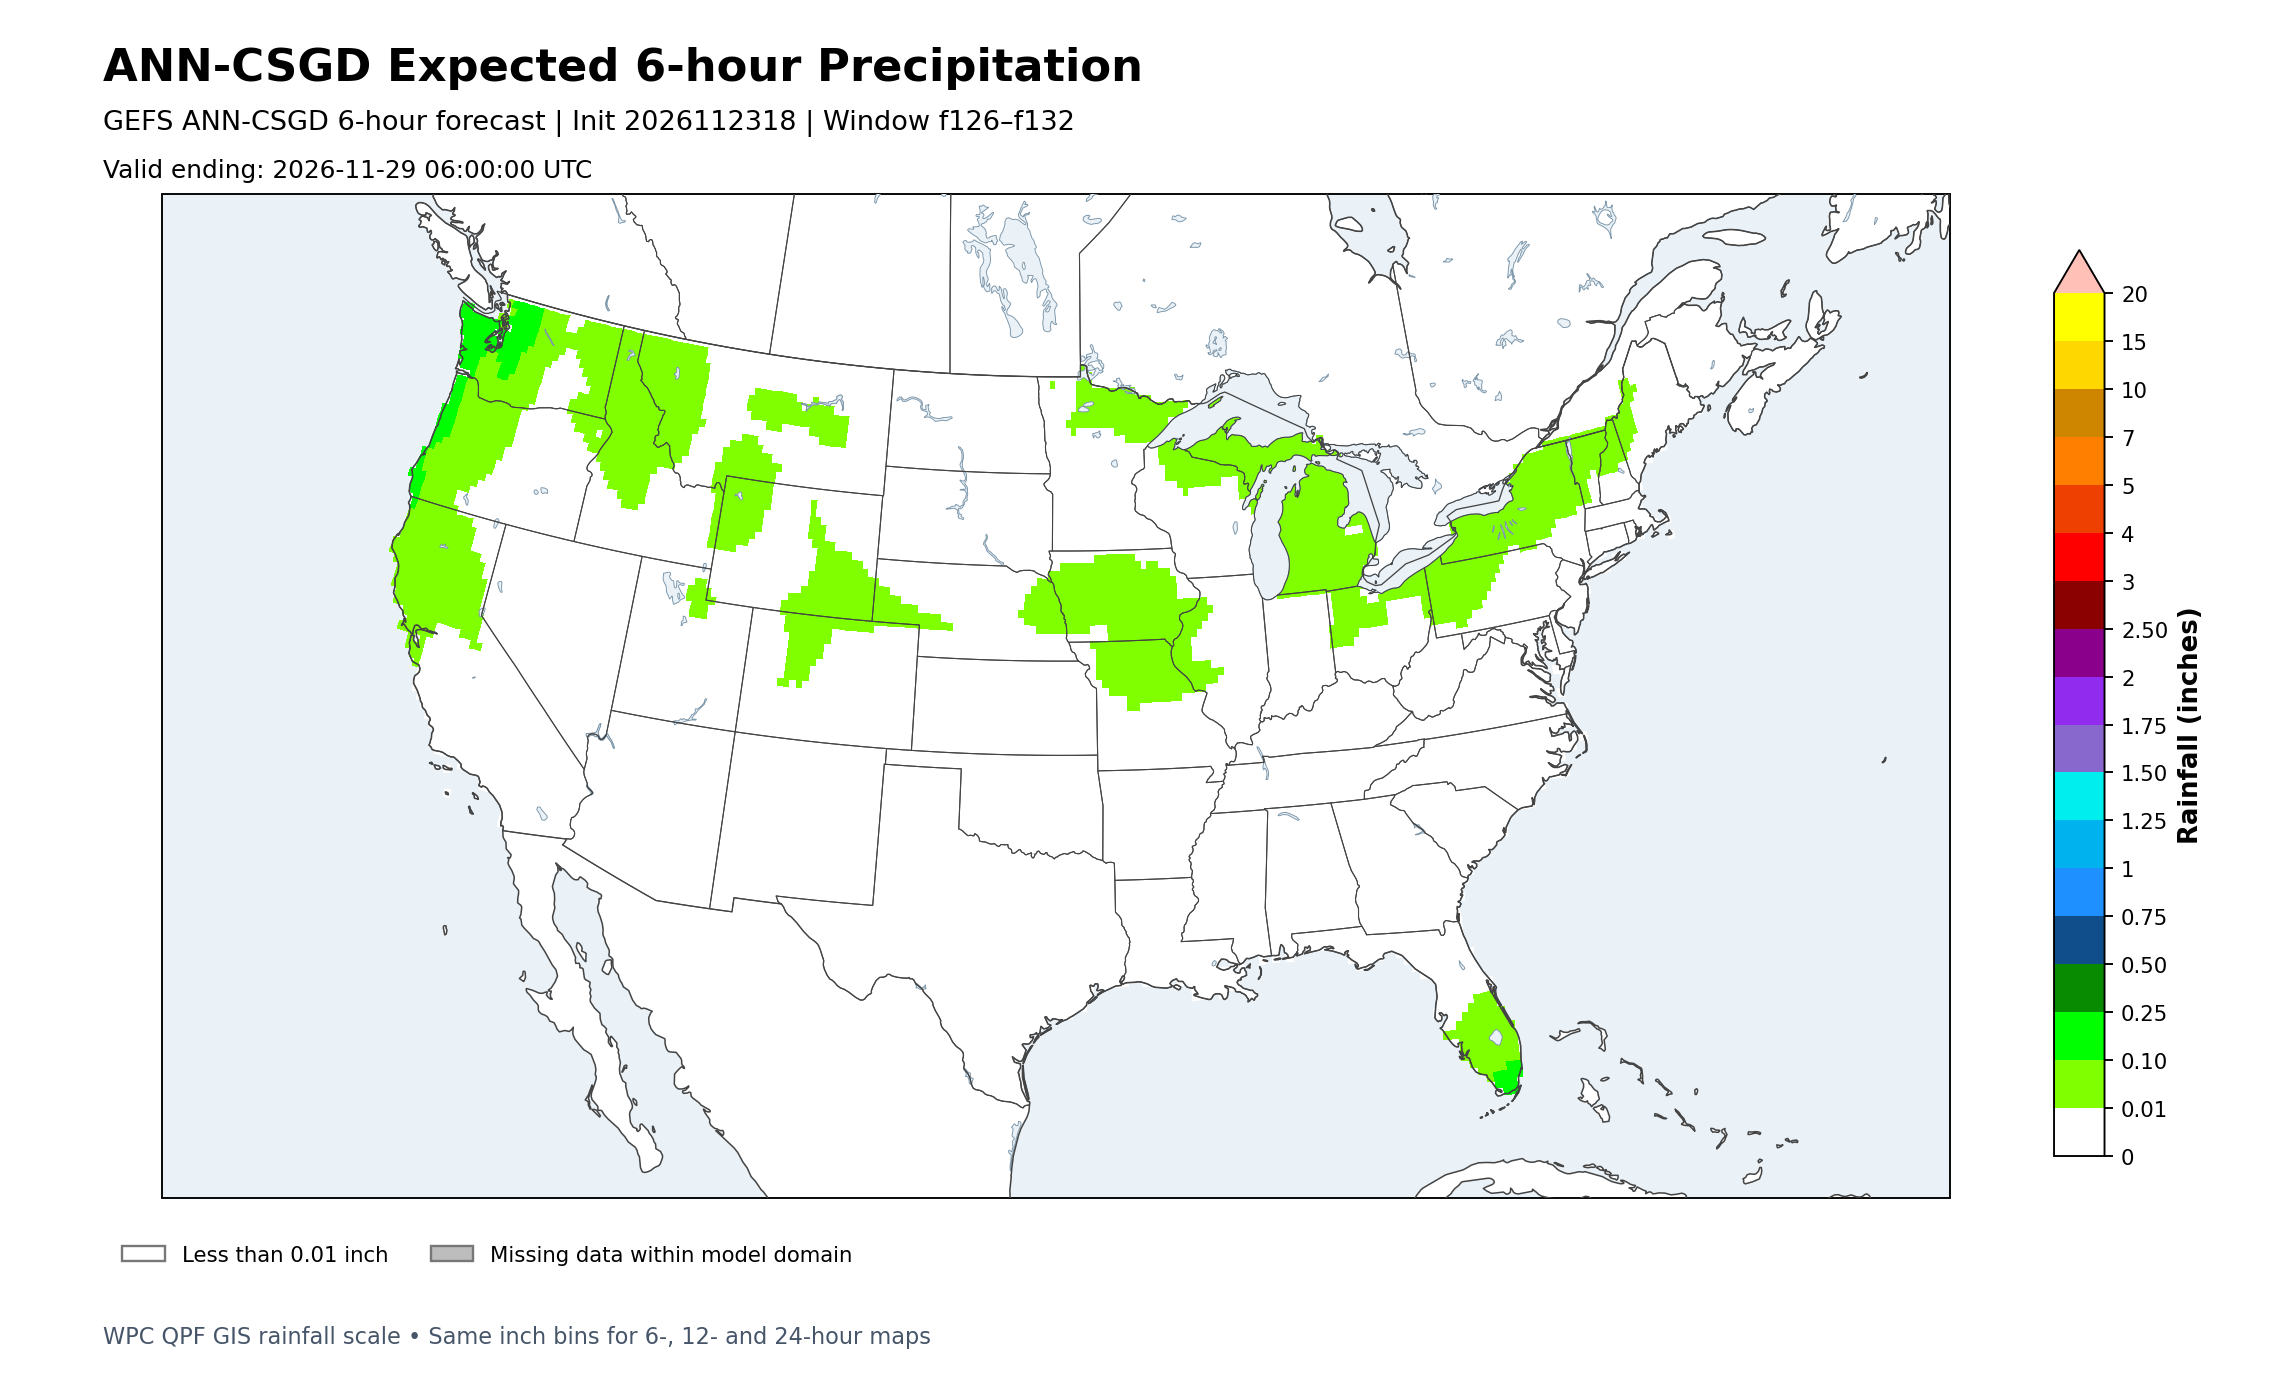 ANN-CSGD Expected 6-hour Precipitation
GEFS ANN-CSGD 6-hour forecast | Init 2026112318 | Window f126–f132
Valid ending: 2026-11-29 06:00:00 UTC
20
15
10
7
5
4
3
2.50
2
1.75
1.50
1.25
1
0.75
0.50
0.25
0.10
0.01
0
Rainfall (inches)
Less than 0.01 inch
Missing data within model domain
WPC QPF GIS rainfall scale • Same inch bins for 6-, 12- and 24-hour maps